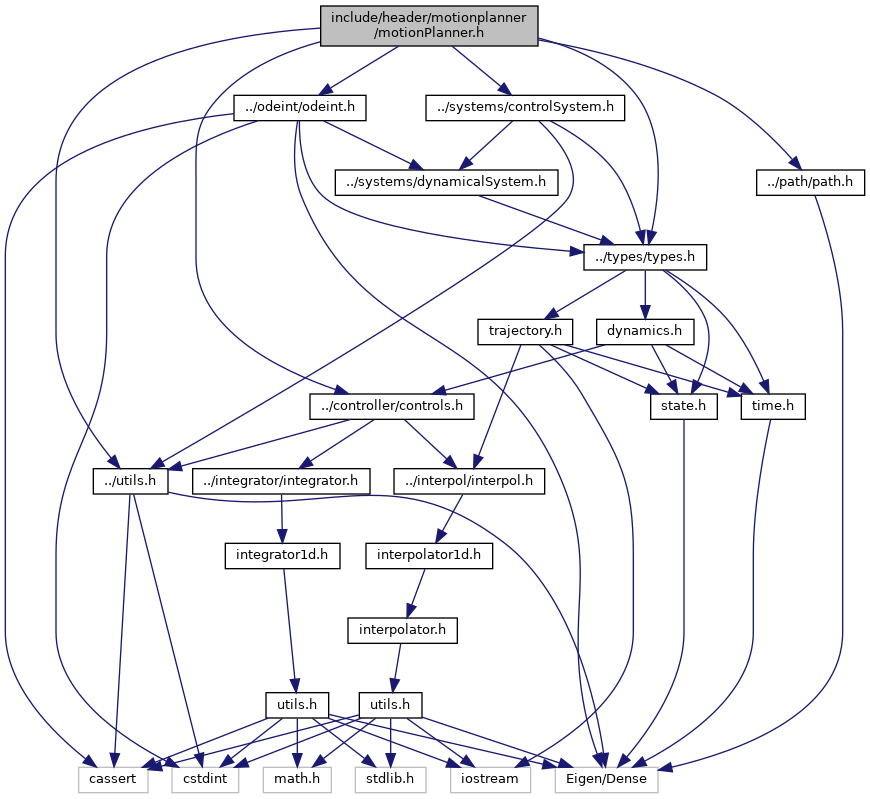 include/header/motionplanner
/motionPlanner.h
../odeint/odeint.h
../systems/controlSystem.h
../systems/dynamicalSystem.h
../path/path.h
../types/types.h
trajectory.h
dynamics.h
../controller/controls.h
state.h
time.h
../utils.h
../integrator/integrator.h
../interpol/interpol.h
integrator1d.h
interpolator1d.h
interpolator.h
utils.h
utils.h
cassert
cstdint
math.h
stdlib.h
iostream
Eigen/Dense